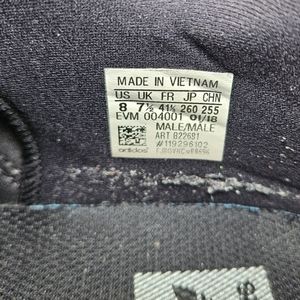 MADE IN VIETNAM
US UK FR JP CHN
8 7½ 41⅓ 260 255
EVM 004001 01/18
MALE/MALE
ART B22681
#119296102
adidas